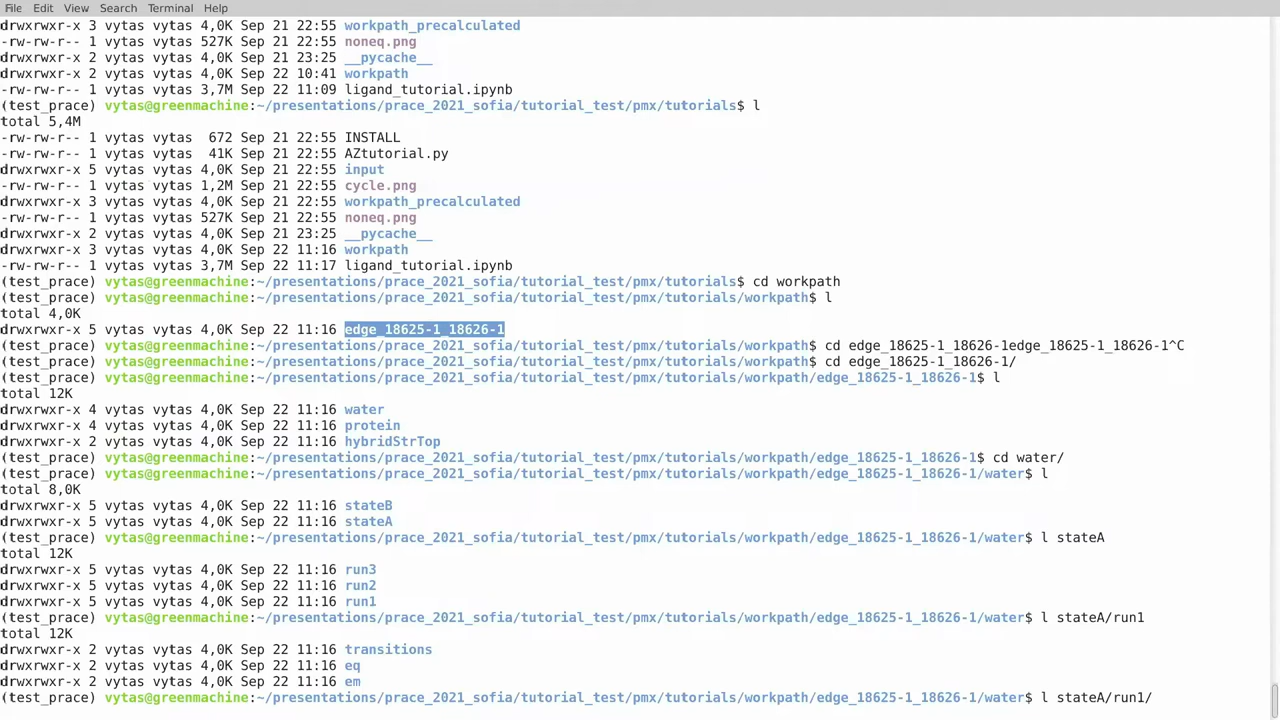 File Edit View Search Terminal Help
drwxrwxr-x 3 vytas vytas 4,0K Sep 21 22:55 workpath_precalculated
-rw-rw-r-- 1 vytas vytas 527K Sep 21 22:55 noneq.png
drwxrwxr-x 2 vytas vytas 4,0K Sep 21 23:25 __pycache__
drwxrwxr-x 2 vytas vytas 4,0K Sep 22 10:41 workpath
-rw-rw-r-- 1 vytas vytas 3,7M Sep 22 11:09 ligand_tutorial.ipynb
(test_prace) vytas@greenmachine:~/presentations/prace_2021_sofia/tutorial_test/pmx/tutorials$ l
total 5,4M
-rw-rw-r-- 1 vytas vytas 672 Sep 21 22:55 INSTALL
-rw-rw-r-- 1 vytas vytas 41K Sep 21 22:55 AZtutorial.py
drwxrwxr-x 5 vytas vytas 4,0K Sep 21 22:55 input
-rw-rw-r-- 1 vytas vytas 1,2M Sep 21 22:55 cycle.png
drwxrwxr-x 3 vytas vytas 4,0K Sep 21 22:55 workpath_precalculated
-rw-rw-r-- 1 vytas vytas 527K Sep 21 22:55 noneq.png
drwxrwxr-x 2 vytas vytas 4,0K Sep 21 23:25 __pycache__
drwxrwxr-x 3 vytas vytas 4,0K Sep 22 11:16 workpath
-rw-rw-r-- 1 vytas vytas 3,7M Sep 22 11:17 ligand_tutorial.ipynb
(test_prace) vytas@greenmachine:~/presentations/prace_2021_sofia/tutorial_test/pmx/tutorials$ cd workpath
(test_prace) vytas@greenmachine:~/presentations/prace_2021_sofia/tutorial_test/pmx/tutorials/workpath$ l
total 4,0K
drwxrwxr-x 5 vytas vytas 4,0K Sep 22 11:16 edge_18625-1_18626-1
(test_prace) vytas@greenmachine:~/presentations/prace_2021_sofia/tutorial_test/pmx/tutorials/workpath$ cd edge_18625-1_18626-1edge_18625-1_18626-1^C
(test_prace) vytas@greenmachine:~/presentations/prace_2021_sofia/tutorial_test/pmx/tutorials/workpath$ cd edge_18625-1_18626-1/
(test_prace) vytas@greenmachine:~/presentations/prace_2021_sofia/tutorial_test/pmx/tutorials/workpath/edge_18625-1_18626-1$ l
total 12K
drwxrwxr-x 4 vytas vytas 4,0K Sep 22 11:16 water
drwxrwxr-x 4 vytas vytas 4,0K Sep 22 11:16 protein
drwxrwxr-x 2 vytas vytas 4,0K Sep 22 11:16 hybridStrTop
(test_prace) vytas@greenmachine:~/presentations/prace_2021_sofia/tutorial_test/pmx/tutorials/workpath/edge_18625-1_18626-1$ cd water/
(test_prace) vytas@greenmachine:~/presentations/prace_2021_sofia/tutorial_test/pmx/tutorials/workpath/edge_18625-1_18626-1/water$ l
total 8,0K
drwxrwxr-x 5 vytas vytas 4,0K Sep 22 11:16 stateB
drwxrwxr-x 5 vytas vytas 4,0K Sep 22 11:16 stateA
(test_prace) vytas@greenmachine:~/presentations/prace_2021_sofia/tutorial_test/pmx/tutorials/workpath/edge_18625-1_18626-1/water$ l stateA
total 12K
drwxrwxr-x 5 vytas vytas 4,0K Sep 22 11:16 run3
drwxrwxr-x 5 vytas vytas 4,0K Sep 22 11:16 run2
drwxrwxr-x 5 vytas vytas 4,0K Sep 22 11:16 run1
(test_prace) vytas@greenmachine:~/presentations/prace_2021_sofia/tutorial_test/pmx/tutorials/workpath/edge_18625-1_18626-1/water$ l stateA/run1
total 12K
drwxrwxr-x 2 vytas vytas 4,0K Sep 22 11:16 transitions
drwxrwxr-x 2 vytas vytas 4,0K Sep 22 11:16 eq
drwxrwxr-x 2 vytas vytas 4,0K Sep 22 11:16 em
(test_prace) vytas@greenmachine:~/presentations/prace_2021_sofia/tutorial_test/pmx/tutorials/workpath/edge_18625-1_18626-1/water$ l stateA/run1/